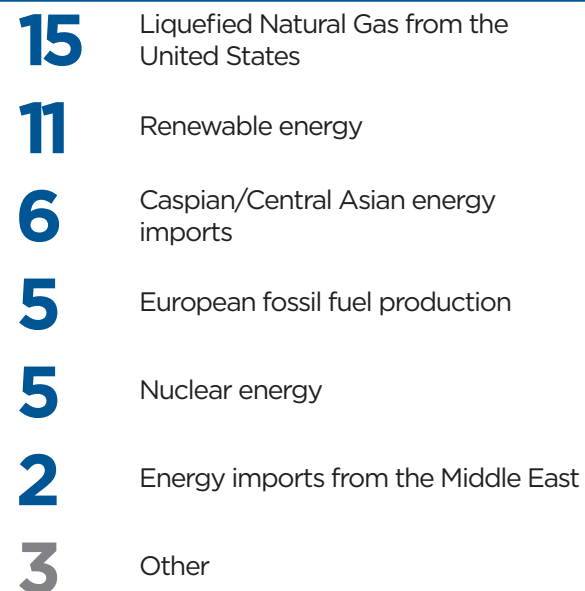 15 Liquefied Natural Gas from the
United States
11 Renewable energy
6 Caspian/Central Asian energy
imports
5 European fossil fuel production
5 Nuclear energy
2 Energy imports from the Middle East
3 Other